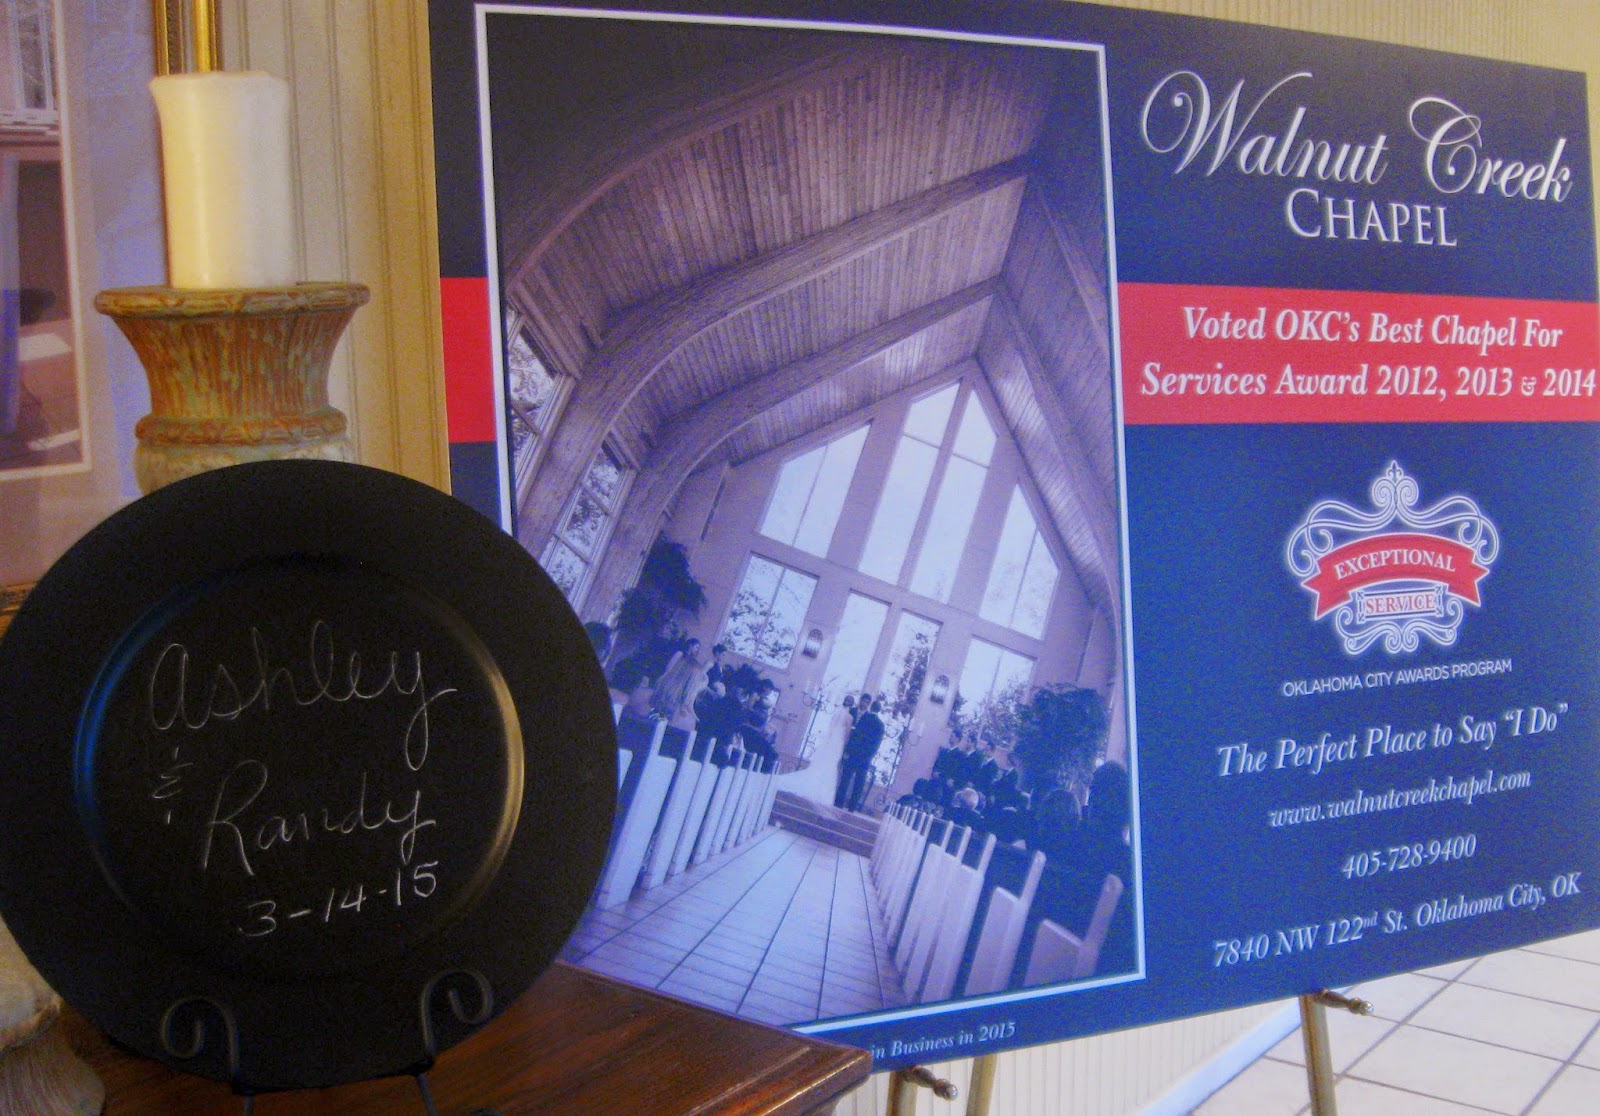 Ashley
&
Randy
3-14-15
Walnut Creek
CHAPEL
Voted OKC's Best Chapel For
Services Award 2012, 2013 & 2014
EXCEPTIONAL
SERVICE
OKLAHOMA CITY AWARDS PROGRAM
The Perfect Place to Say "I Do"
www.walnutcreekchapel.com
405-728-9400
7840 NW 122nd St. Oklahoma City, OK
in Business in 2015